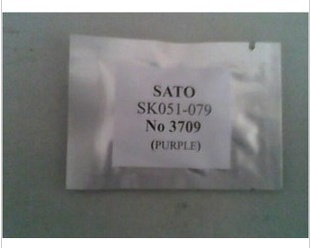 SATO
SK051-079
No 3709
(PURPLE)